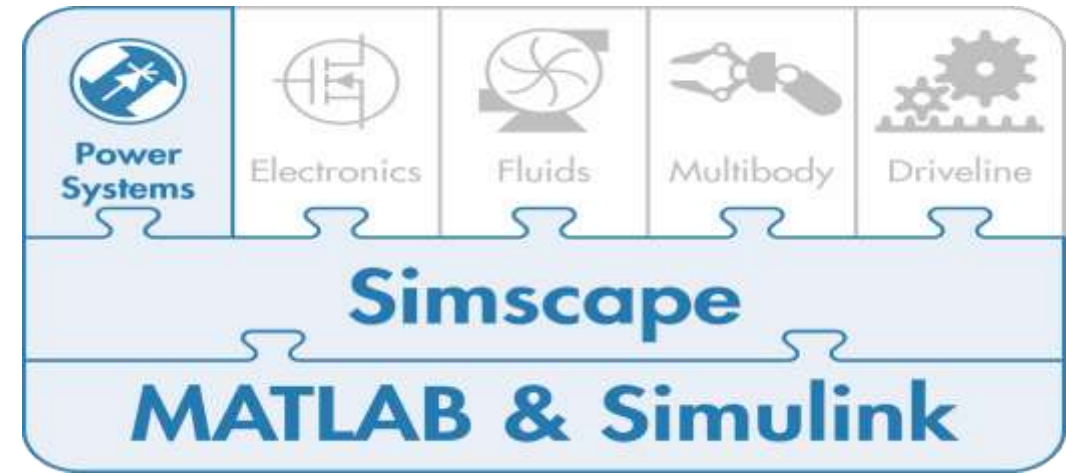 Power
Systems
Electronics
Fluids
Multibody
Driveline
Simscape
MATLAB & Simulink